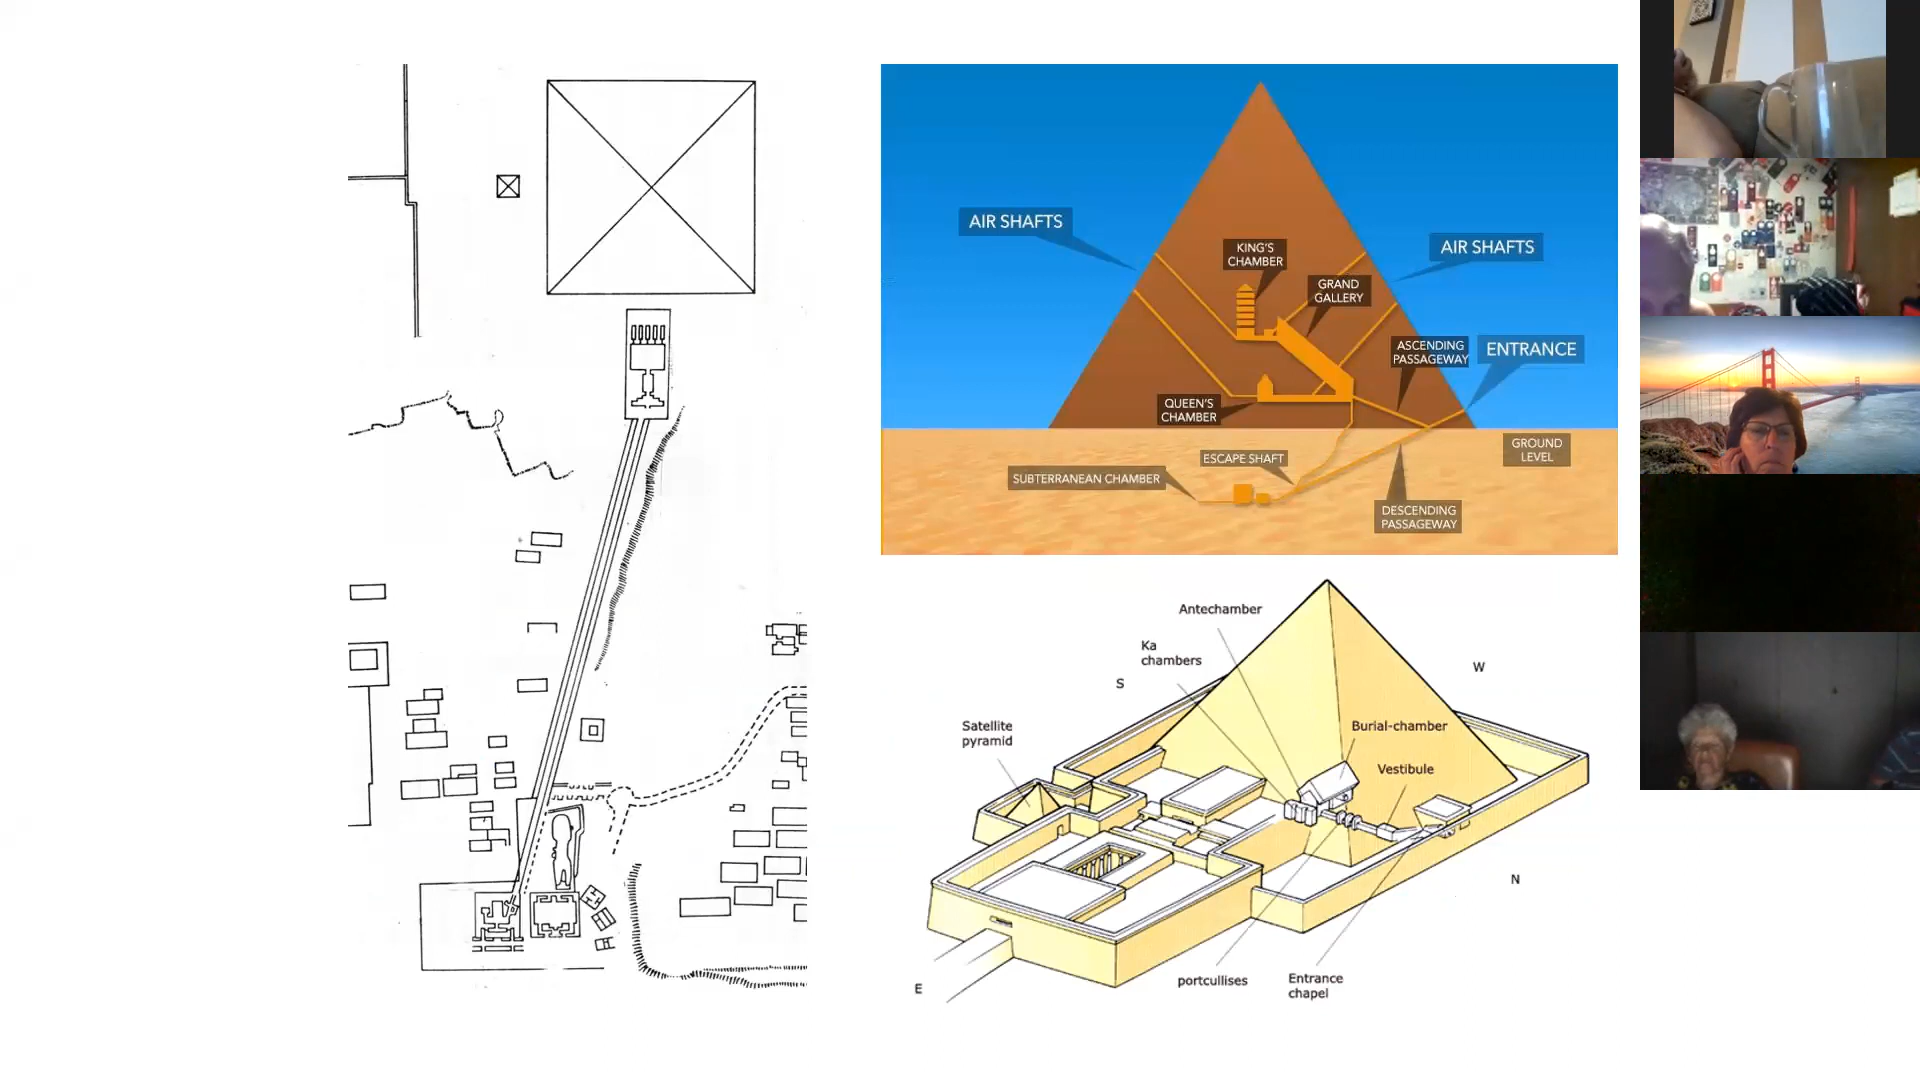 AIR SHAFTS
KING'S
CHAMBER
AIR SHAFTS
GRAND
GALLERY
ASCENDING
PASSAGEWAY
ENTRANCE
QUEEN'S
CHAMBER
GROUND
LEVEL
ESCAPE SHAFT
SUBTERRANEAN CHAMBER
DESCENDING
PASSAGEWAY
Antechamber
Ka
chambers
S
W
Satellite
pyramid
Burial-chamber
Vestibule
N
E
portcullises
Entrance
chapel